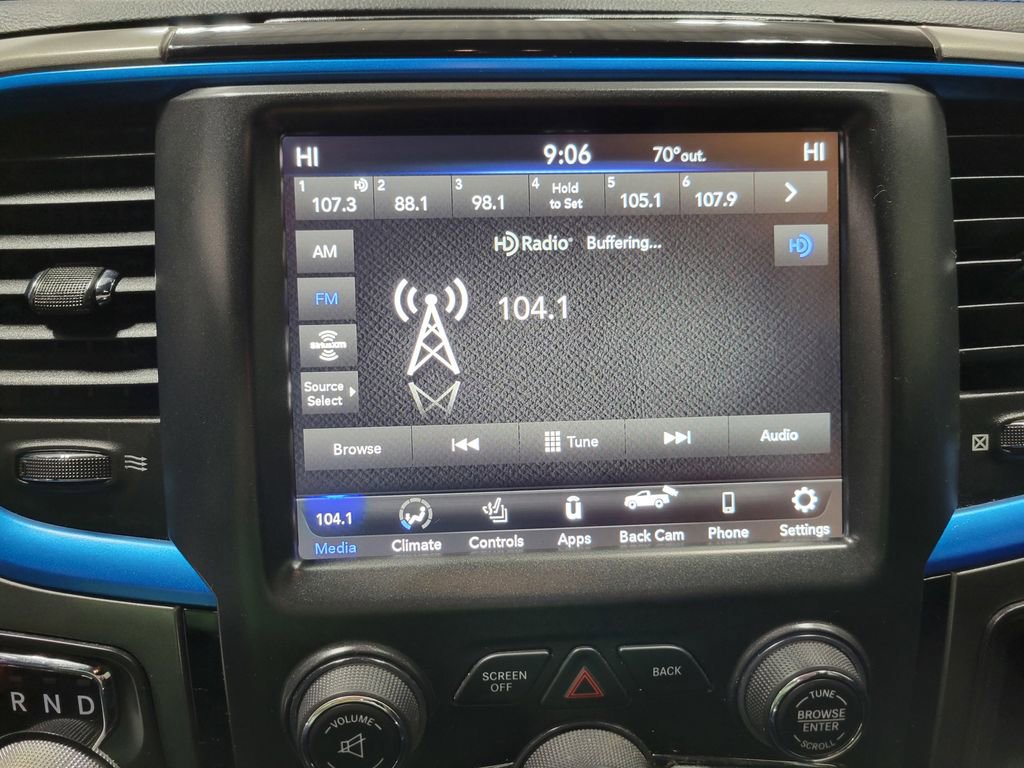 HI 9:06 70°out. HI
1 107.3 HD
2 88.1
3 98.1
4 Hold
to Set
5 105.1
6 107.9
AM
HD Radio® Buffering...
HD
FM
104.1
SiriusXM
Source
Select
Browse
Tune
Audio
104.1
Media
Climate
Controls
Apps
Back Cam
Phone
Settings
R N D
SCREEN
OFF
BACK
VOLUME
TUNE
BROWSE
ENTER
SCROLL